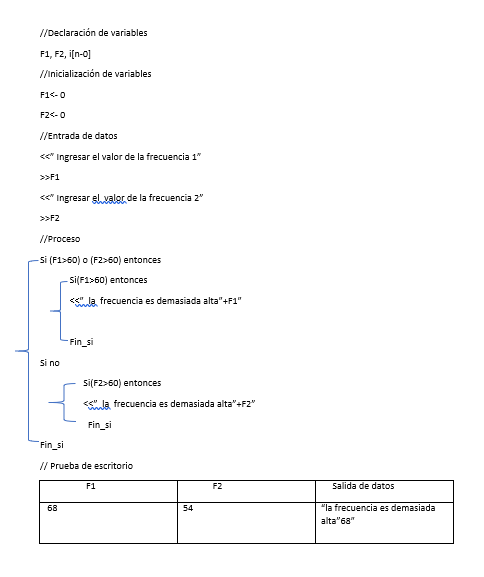 //Declaración de variables
F1, F2, i[n-0]
//Inicialización de variables
F1<- 0
F2<- 0
//Entrada de datos
<<" Ingresar el valor de la frecuencia 1"
>>F1
<<" Ingresar el valor de la frecuencia 2"
>>F2
//Proceso
Si (F1>60) o (F2>60) entonces
Si(F1>60) entonces
<<" la frecuencia es demasiada alta"+F1"
Fin_si
Si no
Si(F2>60) entonces
<<" la frecuencia es demasiada alta"+F2"
Fin_si
Fin_si
// Prueba de escritorio
F1 F2 Salida de datos
68 54 "la frecuencia es demasiada
alta"68"